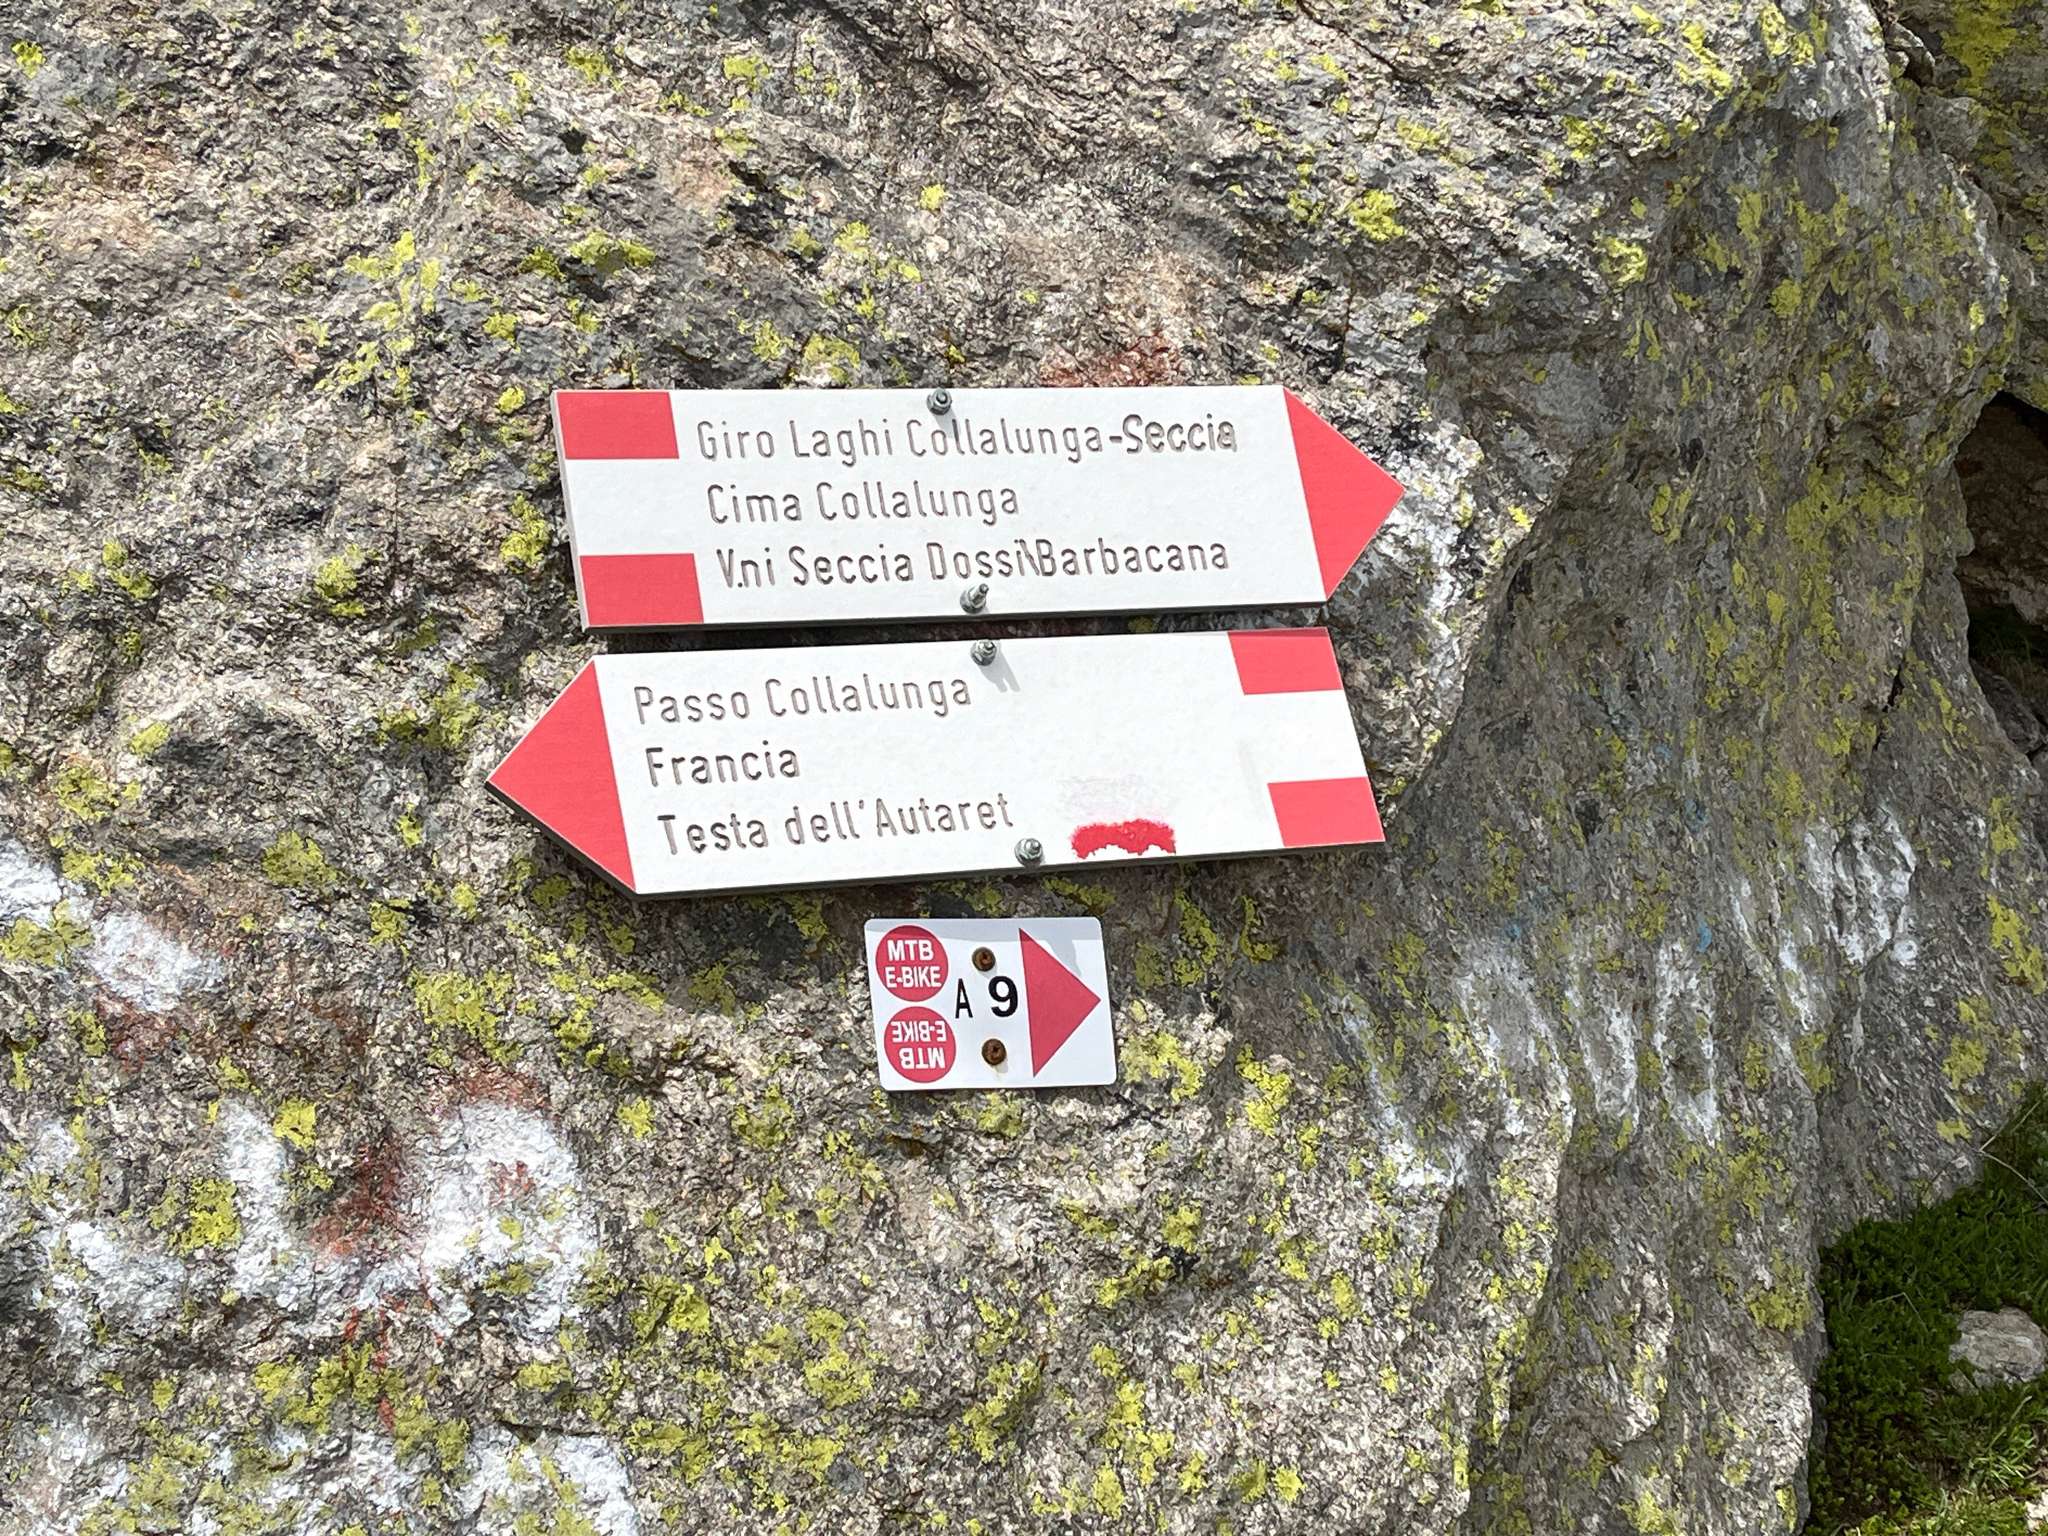 Giro Laghi Collalunga-Seccia
Cima Collalunga
V.ni Seccia Dossi\Barbacana
Passo Collalunga
Francia
Testa dell'Autaret
MTB
E-BIKE
A 9
MTB
E-BIKE